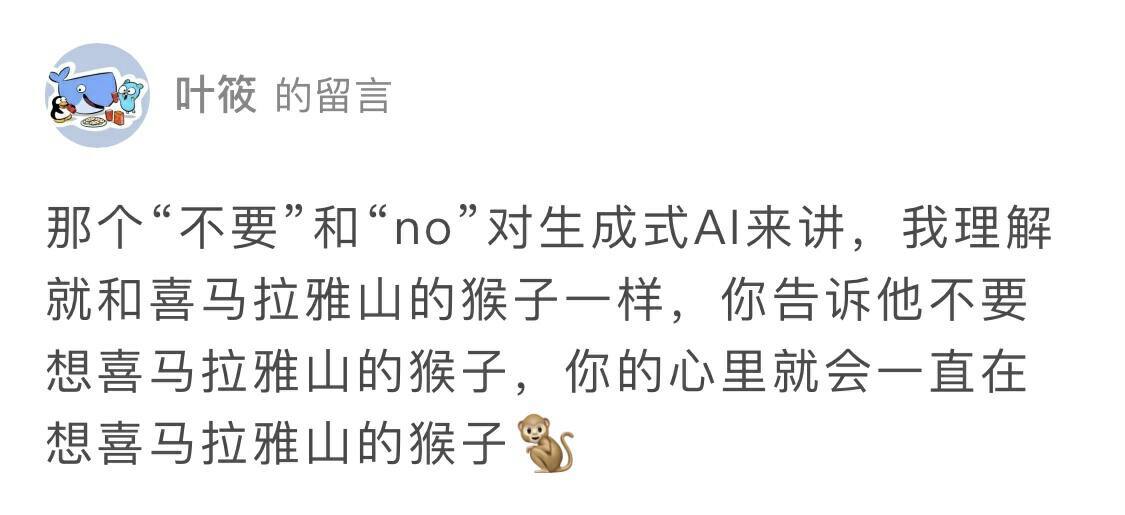 叶筱 的留言
那个“不要”和“no”对生成式AI来讲，我理解
就和喜马拉雅山的猴子一样，你告诉他不要
想喜马拉雅山的猴子，你的心里就会一直在
想喜马拉雅山的猴子🐒